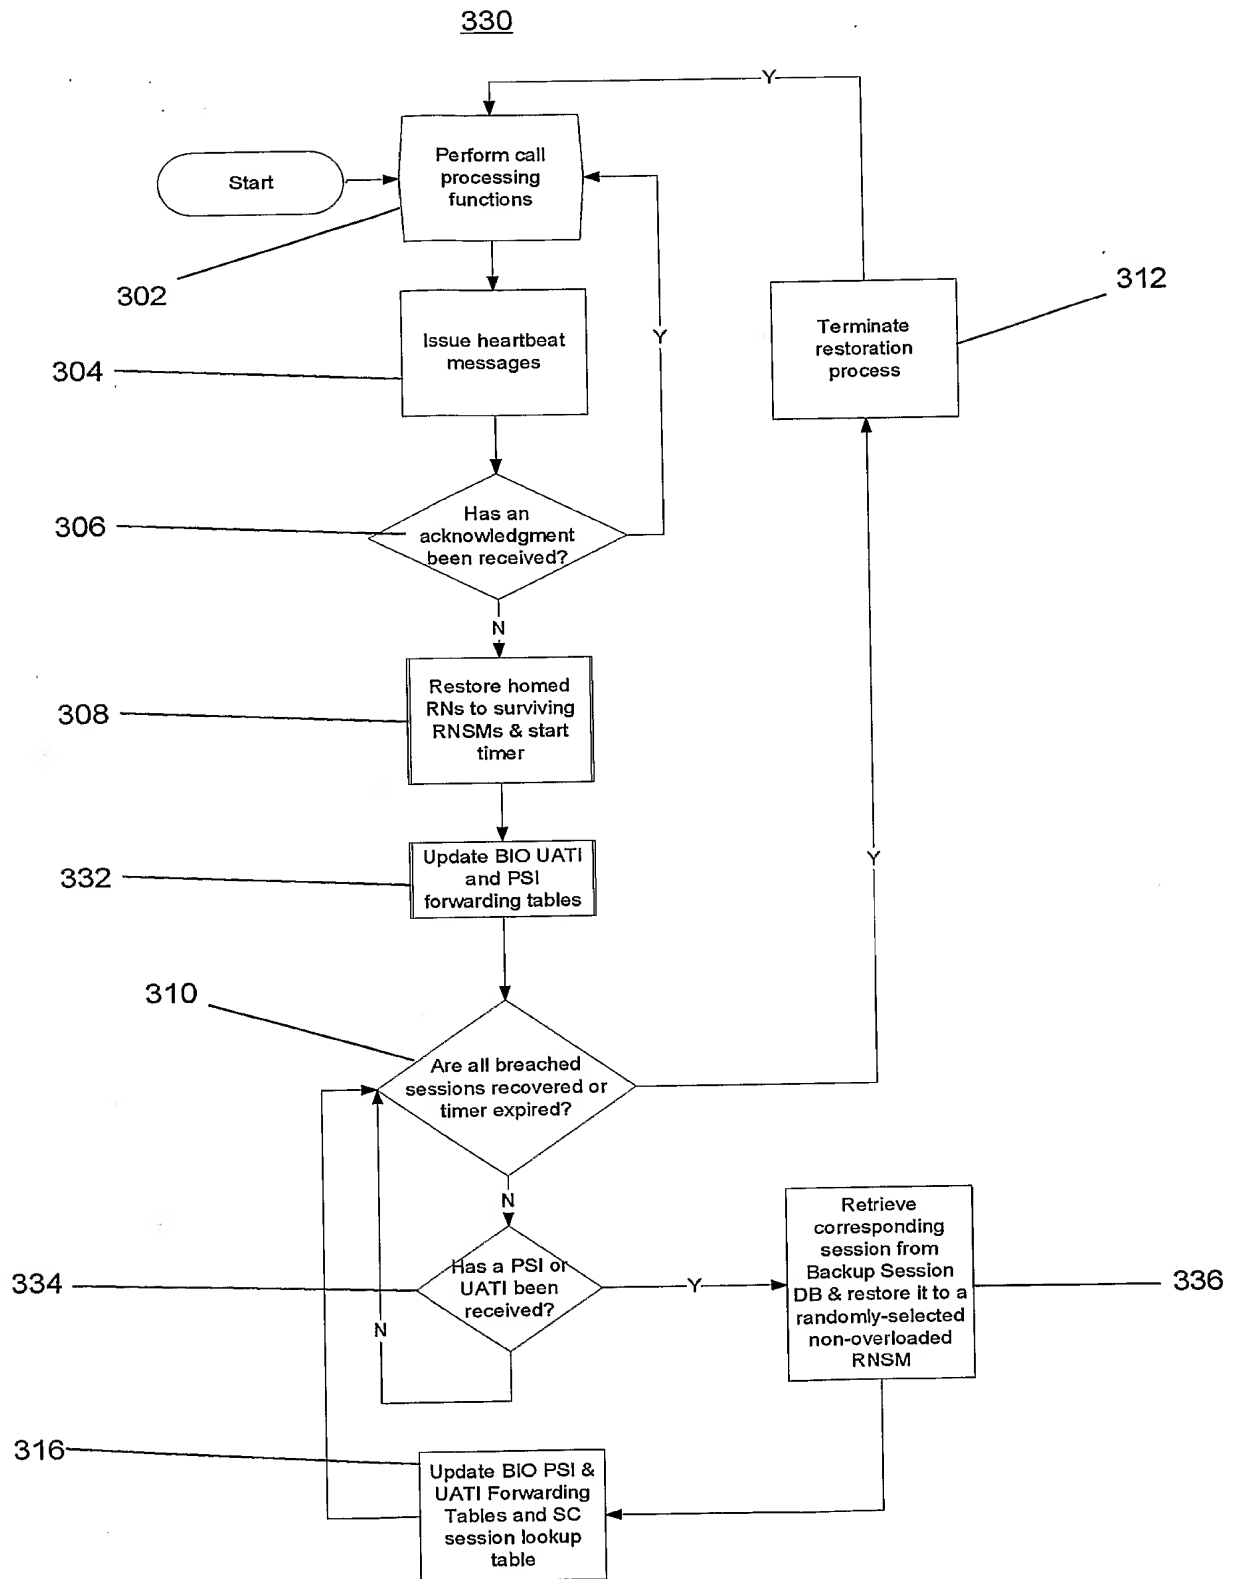 330
Y
Perform call
processing
functions
Start
302
312
Issue heartbeat
messages
Y
Terminate
restoration
process
304
Has an
acknowledgment
been received?
306
N
Restore homed
RNs to surviving
RNSMs & start
timer
308
Update BIO UATI
and PSI
forwarding tables
332
Y
310
Are all breached
sessions recovered or
timer expired?
N
Has a PSI or
UATI been
received?
334
Y
Retrieve
corresponding
session from
Backup Session
DB & restore it to a
randomly-selected
non-overloaded
RNSM
336
N
316
Update BIO PSI &
UATI Forwarding
Tables and SC
session lookup
table